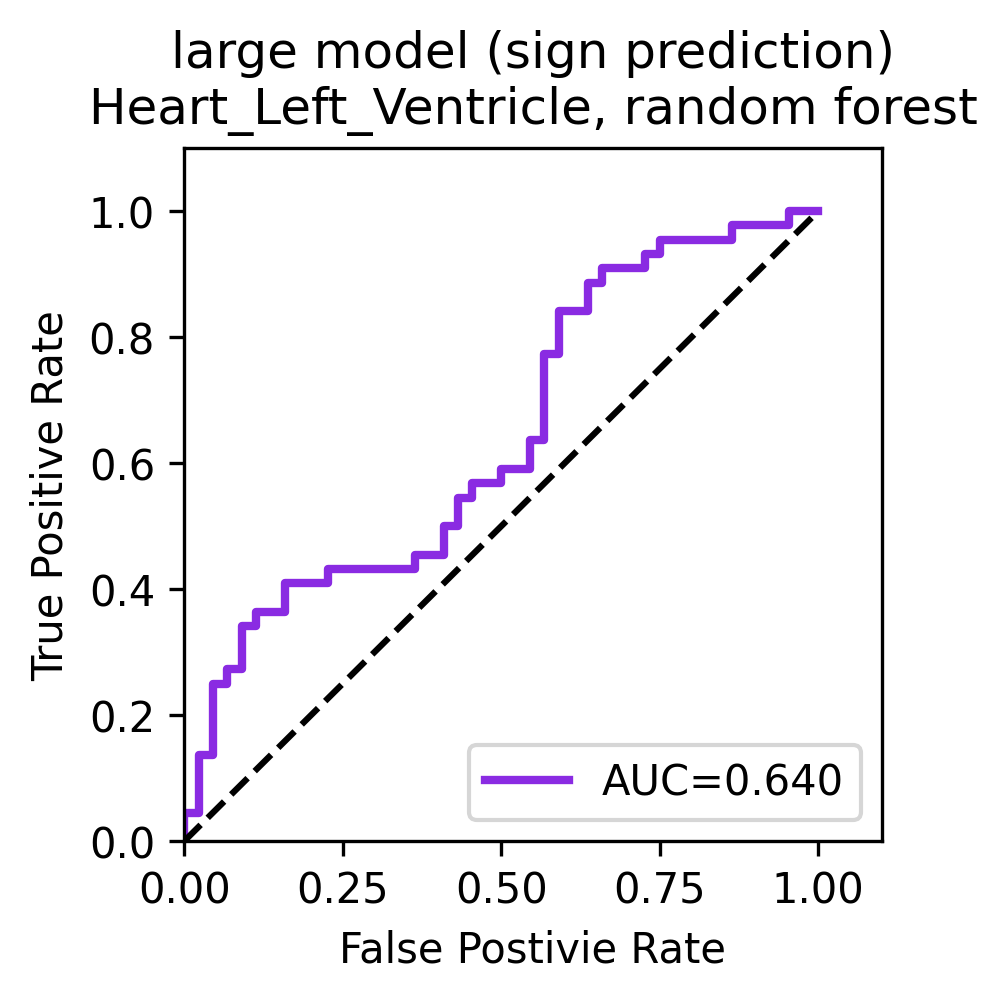 large model (sign prediction)
Heart_Left_Ventricle, random forest
1.0
0.8
0.6
0.4
0.2
0.0
True Positive Rate
AUC=0.640
0.00 0.25 0.50 0.75 1.00
False Postivie Rate